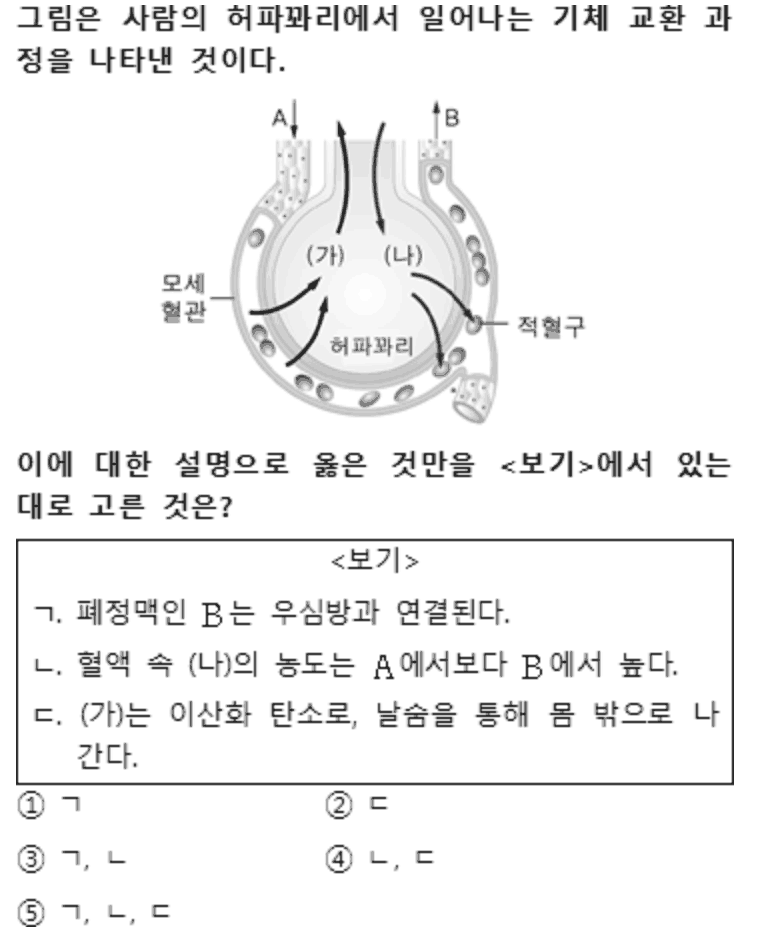 그림은 사람의 허파꽈리에서 일어나는 기체 교환 과
정을 나타낸 것이다.
A
B
(가)
(나)
모세
혈관
적혈구
허파꽈리
이에 대한 설명으로 옳은 것만을 <보기>에서 있는
대로 고른 것은?
<보기>
ㄱ. 폐정맥인 B는 우심방과 연결된다.
ㄴ. 혈액 속 (나)의 농도는 A에서보다 B에서 높다.
ㄷ. (가)는 이산화 탄소로, 날숨을 통해 몸 밖으로 나
간다.
① ㄱ ② ㄷ
③ ㄱ, ㄴ ④ ㄴ, ㄷ
⑤ ㄱ, ㄴ, ㄷ